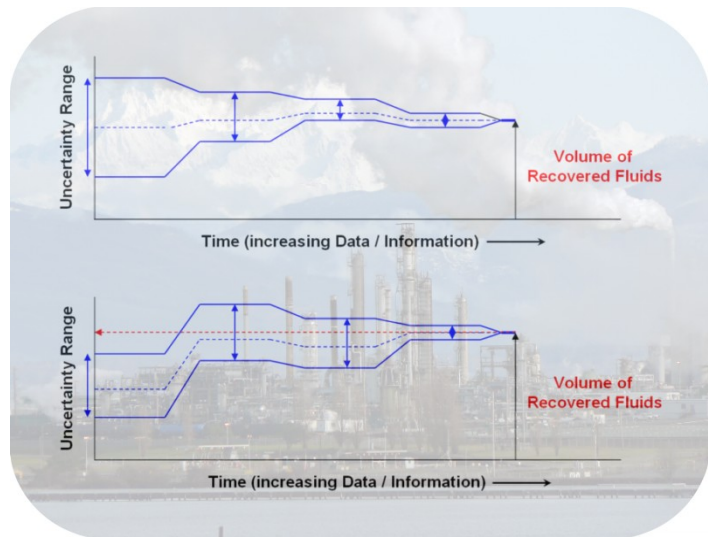 Uncertainty Range
Volume of
Recovered Fluids
Time (increasing Data / Information)
Uncertainty Range
Volume of
Recovered Fluids
Time (increasing Data / Information)